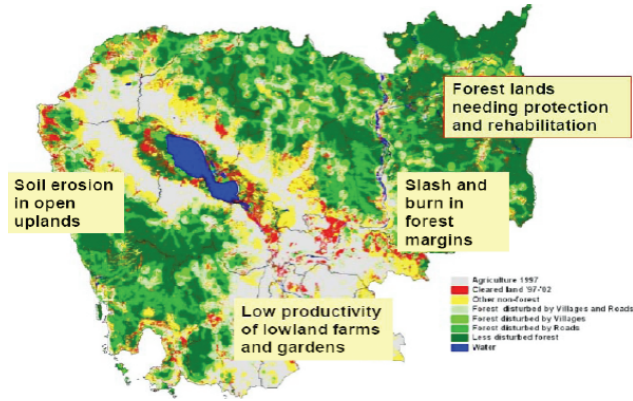 Forest lands
needing protection
and rehabilitation
Soil erosion
in open
uplands
Slash and
burn in
forest
margins
Low productivity
of lowland farms
and gardens
Agriculture 1997
Cleared land '97-'02
Other non-forest
Forest disturbed by Villages and Roads
Forest disturbed by Villages
Forest disturbed by Roads
Less disturbed forest
Water